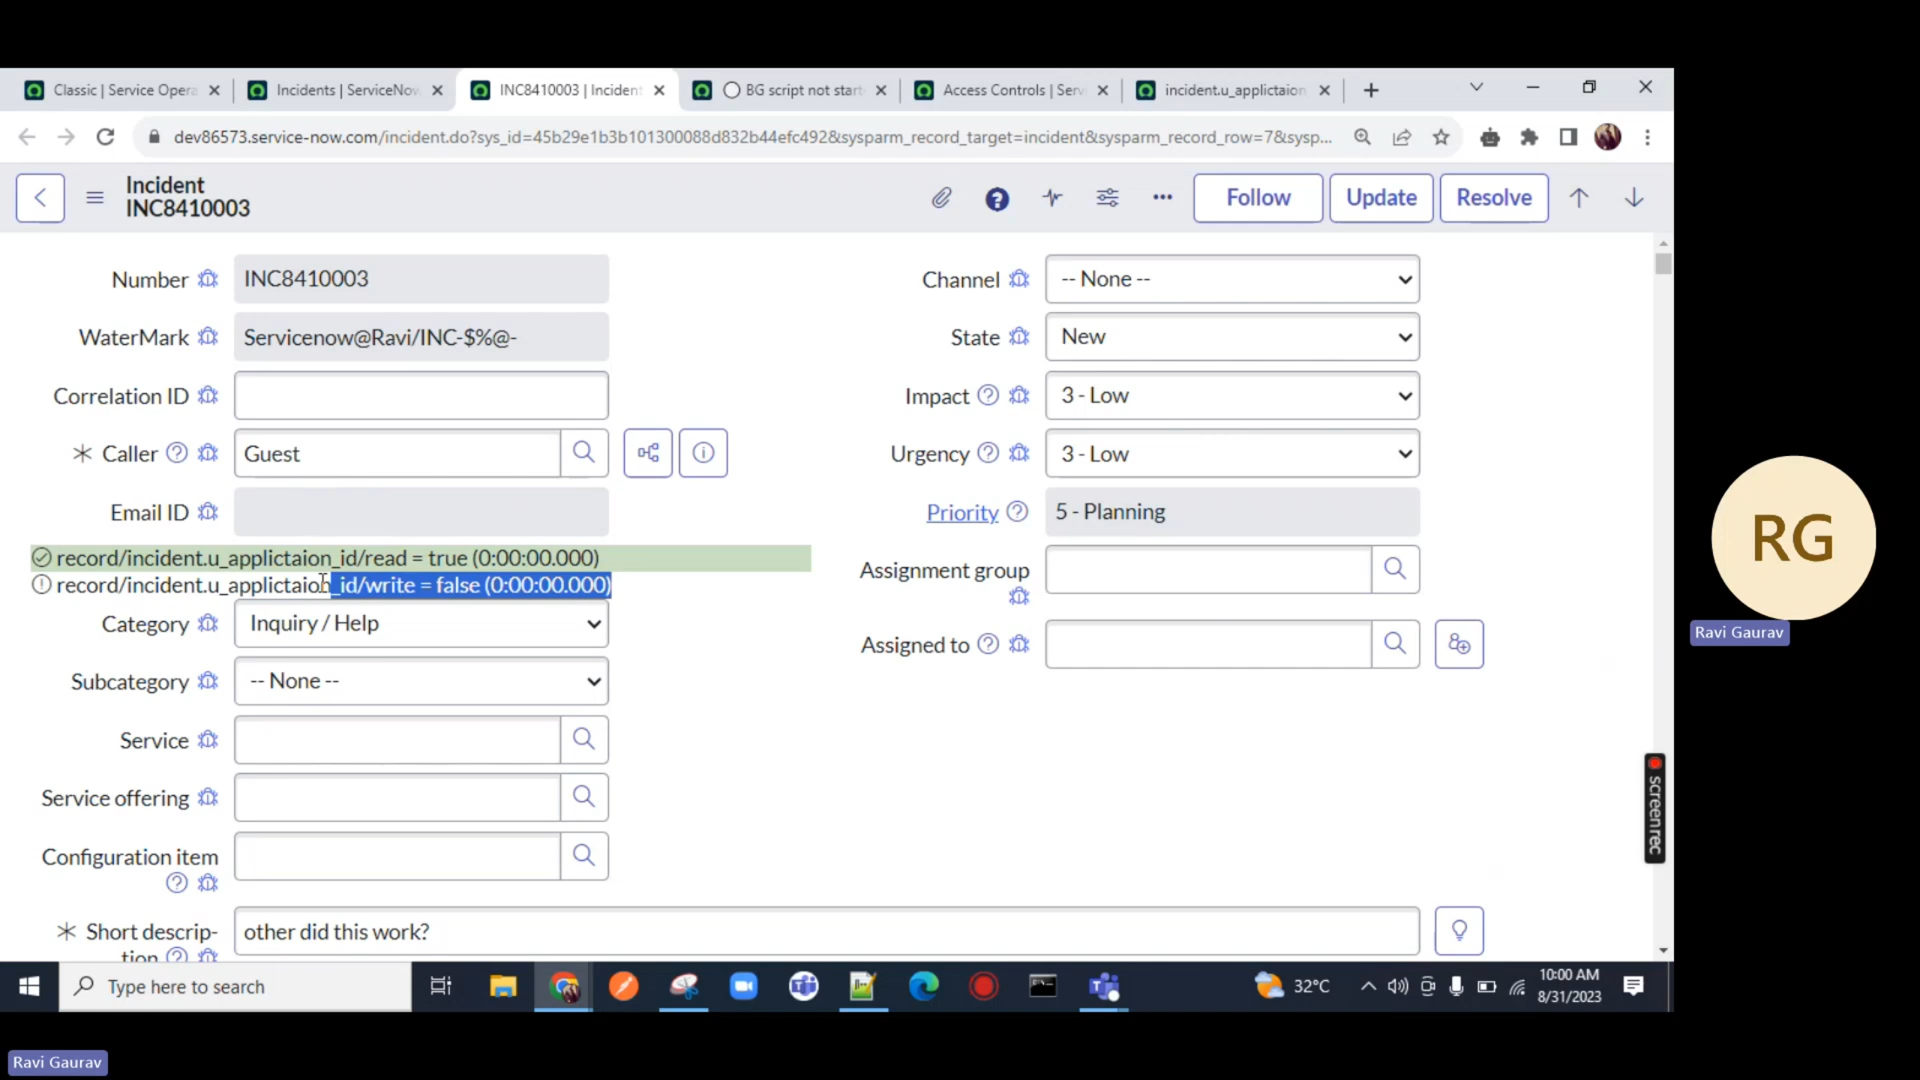 Classic | Service Opera
Incidents | ServiceNov
INC8410003 | Incident
BG script not start
Access Controls | Serv
incident.u_applictaion
dev86573.service-now.com/incident.do?sys_id=45b29e1b3b101300088d832b44efc492&sysparm_record_target=incident&sysparm_record_row=7&sysp...
Incident
INC8410003
Follow
Update
Resolve
Number
INC8410003
Channel
-- None --
WaterMark
Servicenow@Ravi/INC-$%@-
State
New
Correlation ID
Impact
3 - Low
Caller
Guest
Urgency
3 - Low
Email ID
Priority
5 - Planning
record/incident.u_applictaion_id/read = true (0:00:00.000)
record/incident.u_applictaion_id/write = false (0:00:00.000)
Assignment group
Category
Inquiry / Help
Assigned to
Subcategory
-- None --
Service
Service offering
Configuration item
Short descrip-
tion
other did this work?
screenrec
RG
Ravi Gaurav
Type here to search
32°C
10:00 AM
8/31/2023
Ravi Gaurav